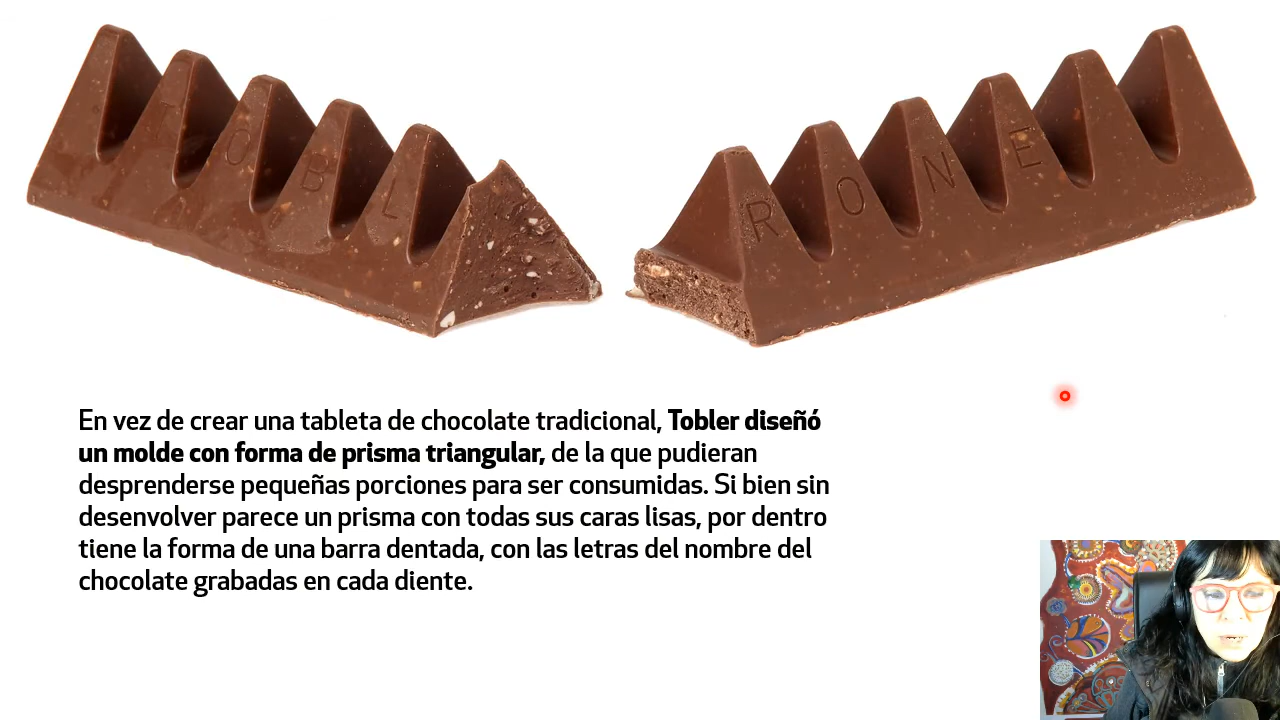 T O B L
R O N E
En vez de crear una tableta de chocolate tradicional, Tobler diseñó
un molde con forma de prisma triangular, de la que pudieran
desprenderse pequeñas porciones para ser consumidas. Si bien sin
desenvolver parece un prisma con todas sus caras lisas, por dentro
tiene la forma de una barra dentada, con las letras del nombre del
chocolate grabadas en cada diente.